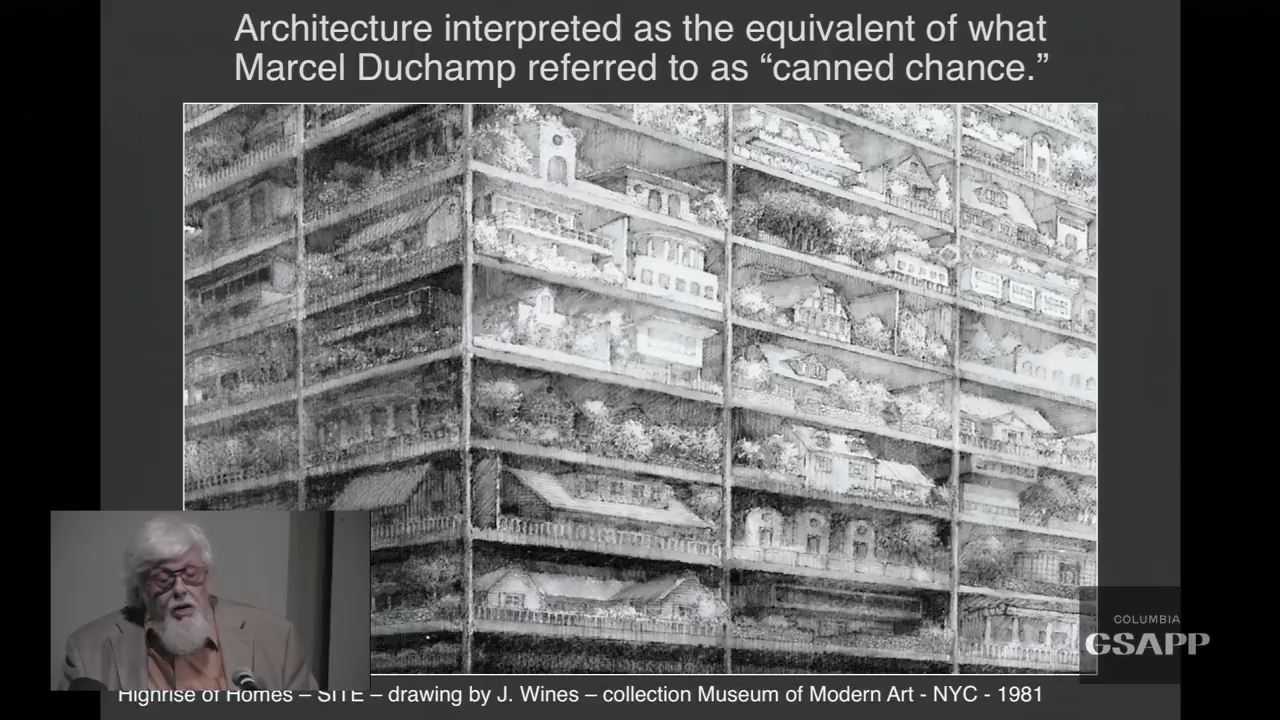 Architecture interpreted as the equivalent of what
Marcel Duchamp referred to as “canned chance.”
COLUMBIA
GSAPP
Highrise of Homes – SITE – drawing by J. Wines – collection Museum of Modern Art - NYC - 1981